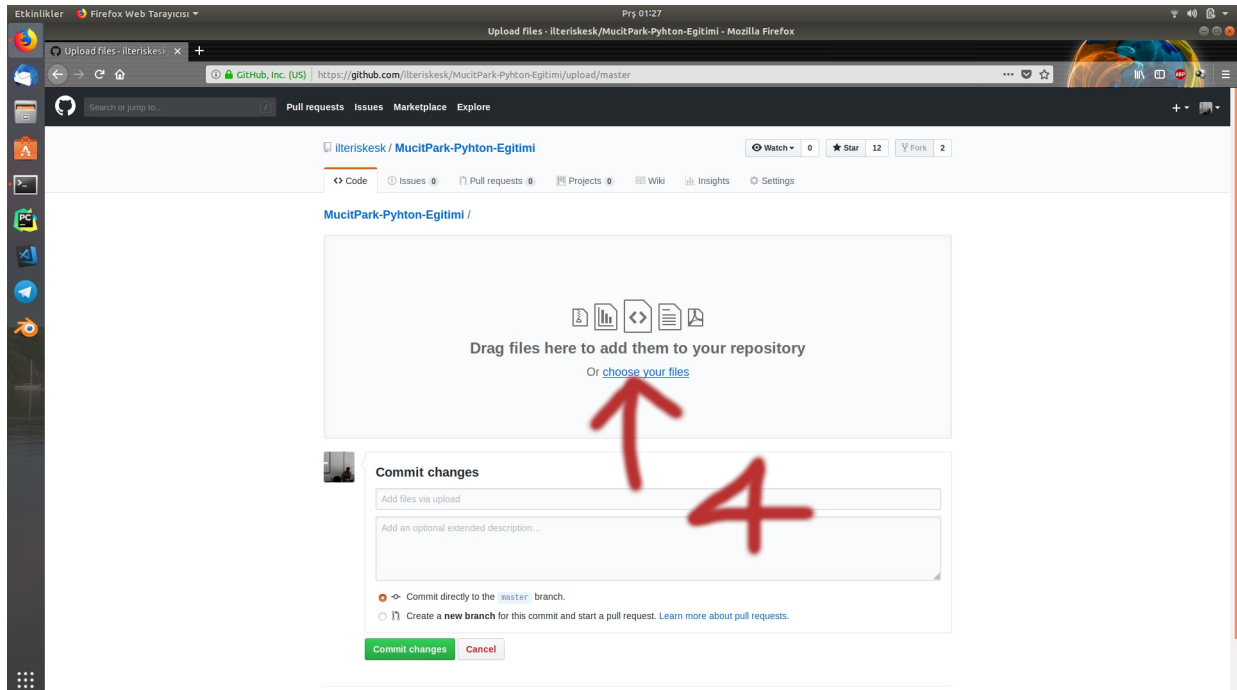 Etkinlikler Firefox Web Tarayıcısı Prş 01:27
Upload files · ilteriskesk/MucitPark-Pyhton-Egitimi - Mozilla Firefox
Upload files · ilteriskesk
GitHub, Inc. (US) https://github.com/ilteriskesk/MucitPark-Pyhton-Egitimi/upload/master
Search or jump to... / Pull requests Issues Marketplace Explore
ilteriskesk / MucitPark-Pyhton-Egitimi Watch 0 Star 12 Fork 2
Code Issues 0 Pull requests 0 Projects 0 Wiki Insights Settings
MucitPark-Pyhton-Egitimi /
Drag files here to add them to your repository
Or choose your files
4
Commit changes
Add files via upload
Add an optional extended description...
Commit directly to the master branch.
Create a new branch for this commit and start a pull request. Learn more about pull requests.
Commit changes Cancel
PC
ABP